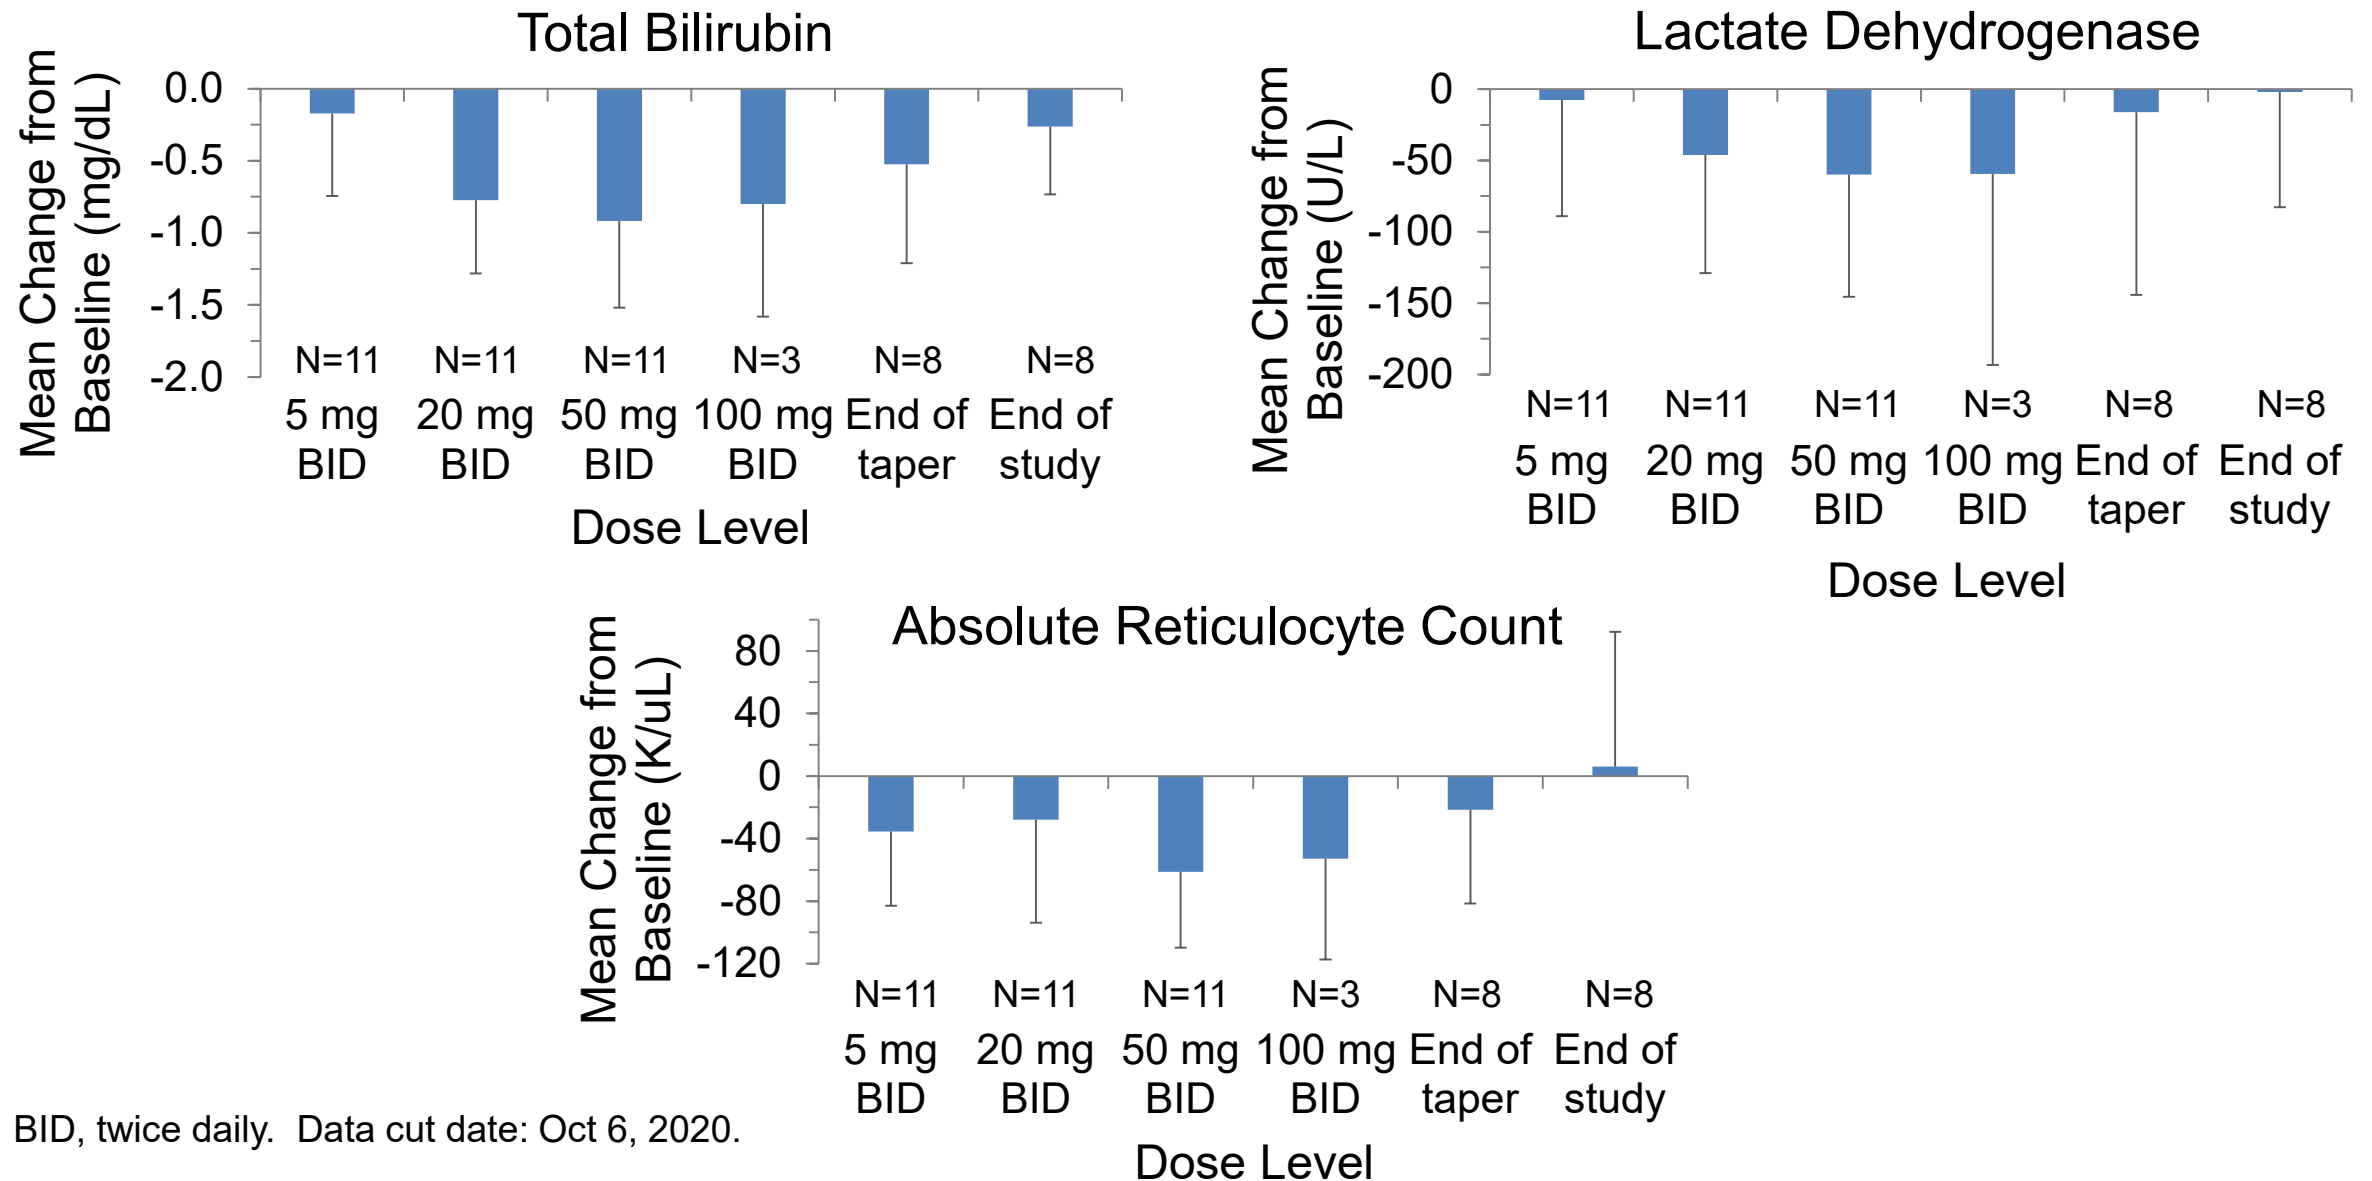 Total Bilirubin
Mean Change from
Baseline (mg/dL)
0.0
-0.5
-1.0
-1.5
-2.0
N=11 N=11 N=11 N=3 N=8 N=8
5 mg 20 mg 50 mg 100 mg End of End of
BID BID BID BID taper study
Dose Level
Lactate Dehydrogenase
Mean Change from
Baseline (U/L)
0
-50
-100
-150
-200
N=11 N=11 N=11 N=3 N=8 N=8
5 mg 20 mg 50 mg 100 mg End of End of
BID BID BID BID taper study
Dose Level
Absolute Reticulocyte Count
Mean Change from
Baseline (K/uL)
80
40
0
-40
-80
-120
N=11 N=11 N=11 N=3 N=8 N=8
5 mg 20 mg 50 mg 100 mg End of End of
BID BID BID BID taper study
Dose Level
BID, twice daily. Data cut date: Oct 6, 2020.